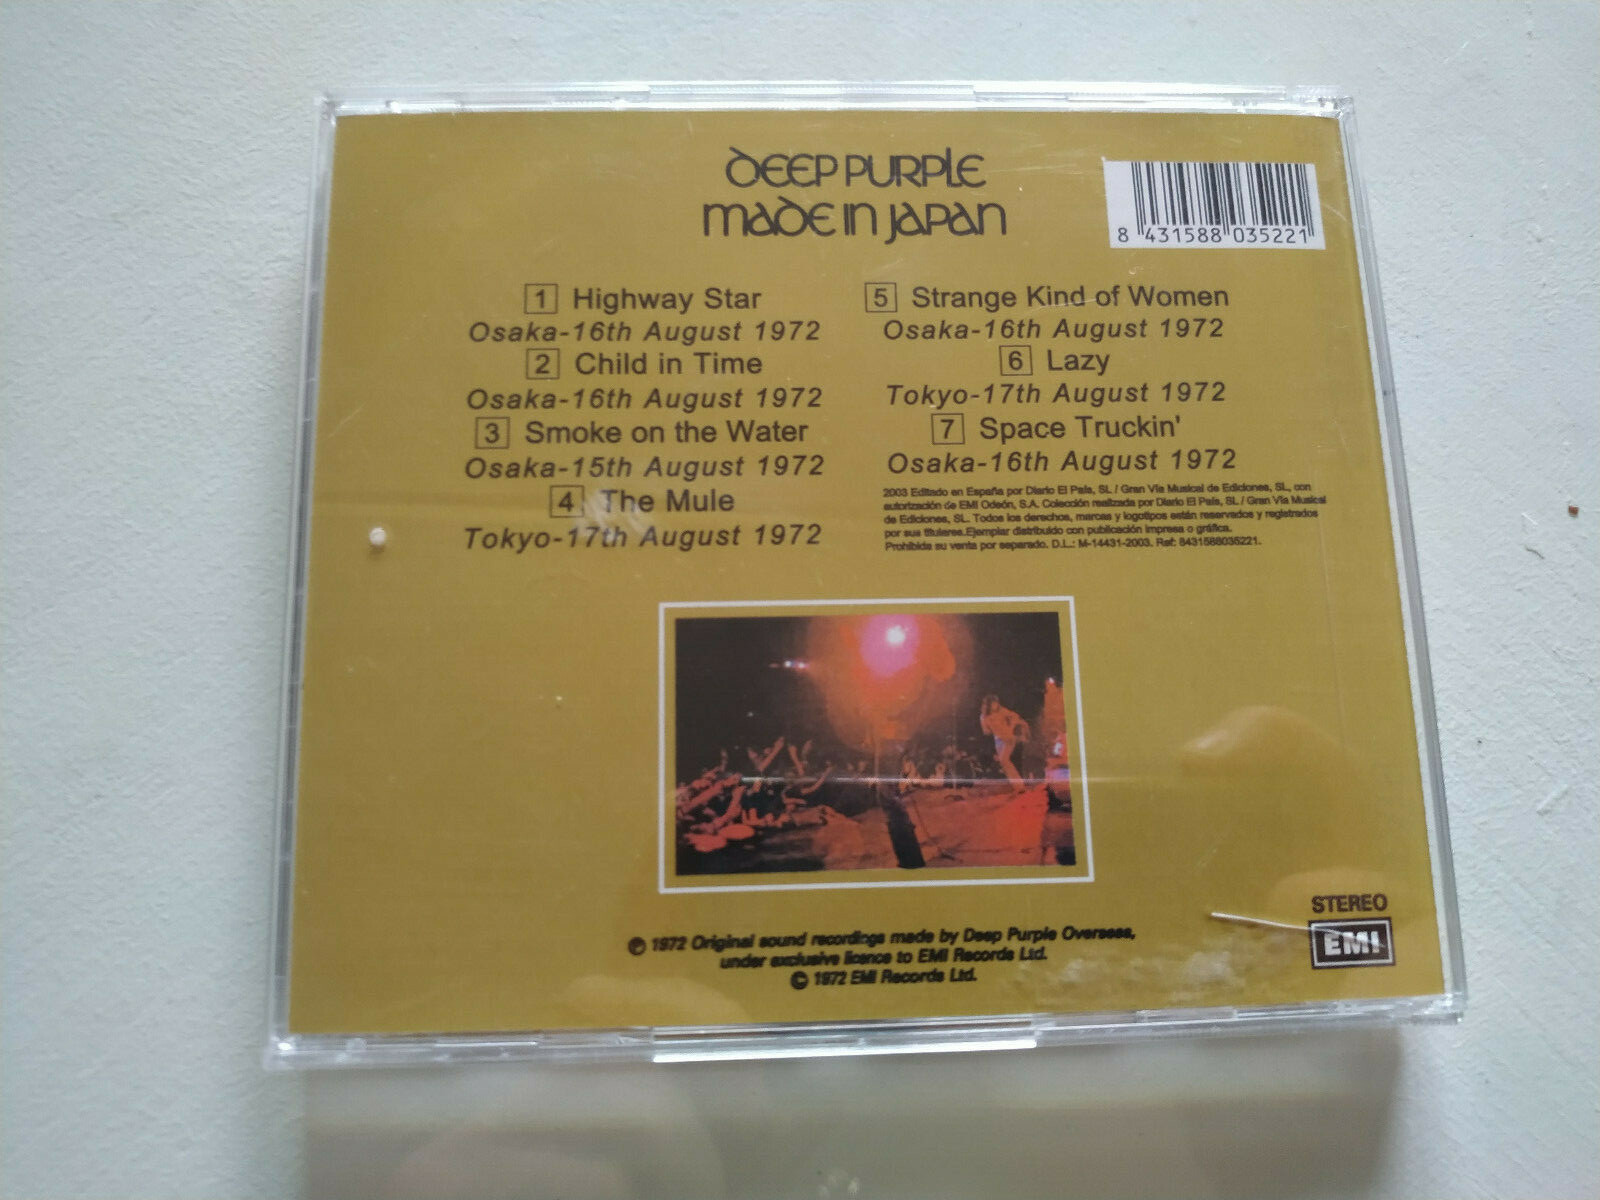 DEEP PURPLE
MADE IN JAPAN
8 431588 035221
1 Highway Star
Osaka-16th August 1972
2 Child in Time
Osaka-16th August 1972
3 Smoke on the Water
Osaka-15th August 1972
4 The Mule
Tokyo-17th August 1972
5 Strange Kind of Women
Osaka-16th August 1972
6 Lazy
Tokyo-17th August 1972
7 Space Truckin'
Osaka-16th August 1972
2003 Editado en España por Diario El País, SL / Gran Vía Musical de Ediciones, SL, con
autorización de EMI Odeón, S.A. Colección realizada por Diario El País, SL / Gran Vía Musical
de Ediciones, SL. Todos los derechos, marcas y logotipos están reservados y registrados
por sus titulares.Ejemplar distribuido con publicación impresa o gráfica.
Prohibida su venta por separado. D.L.: M-14431-2003. Ref: 8431588035221.
℗ 1972 Original sound recordings made by Deep Purple Overseas,
under exclusive licence to EMI Records Ltd.
© 1972 EMI Records Ltd.
STEREO
EMI